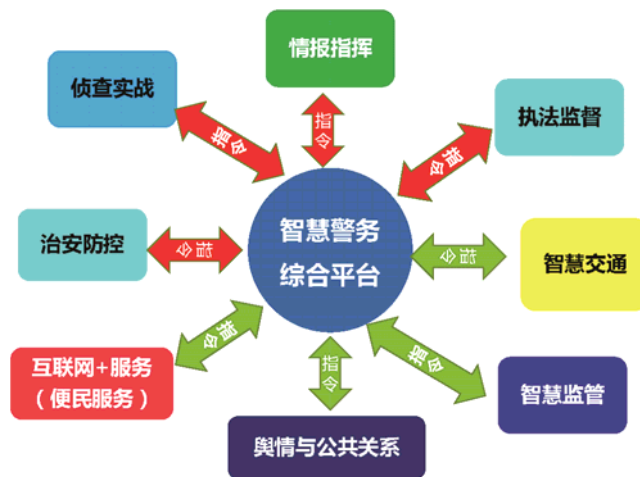 情报指挥
侦查实战
执法监督
指令
指令
指令
智慧警务
综合平台
治安防控
指令
指令
智慧交通
互联网+服务
（便民服务）
指令
指令
指令
智慧监管
舆情与公共关系